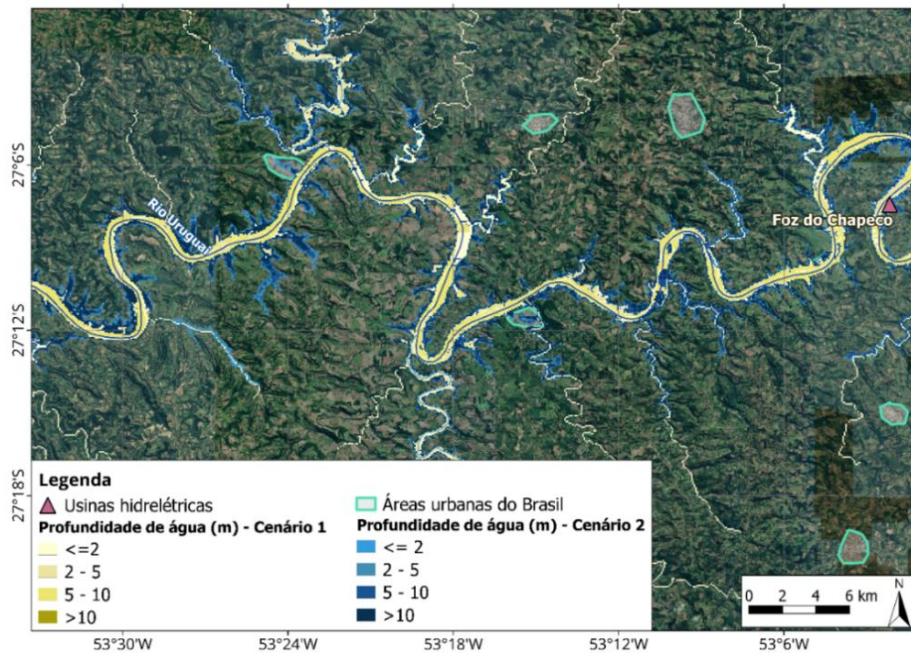 27°6'S
Rio Uruguai
Foz do Chapecó
27°12'S
27°18'S
Legenda
Usinas hidrelétricas
Profundidade de água (m) - Cenário 1
<=2
2 - 5
5 - 10
>10
Áreas urbanas do Brasil
Profundidade de água (m) - Cenário 2
<= 2
2 - 5
5 - 10
>10
N
0 2 4 6 km
53°30'W 53°24'W 53°18'W 53°12'W 53°6'W